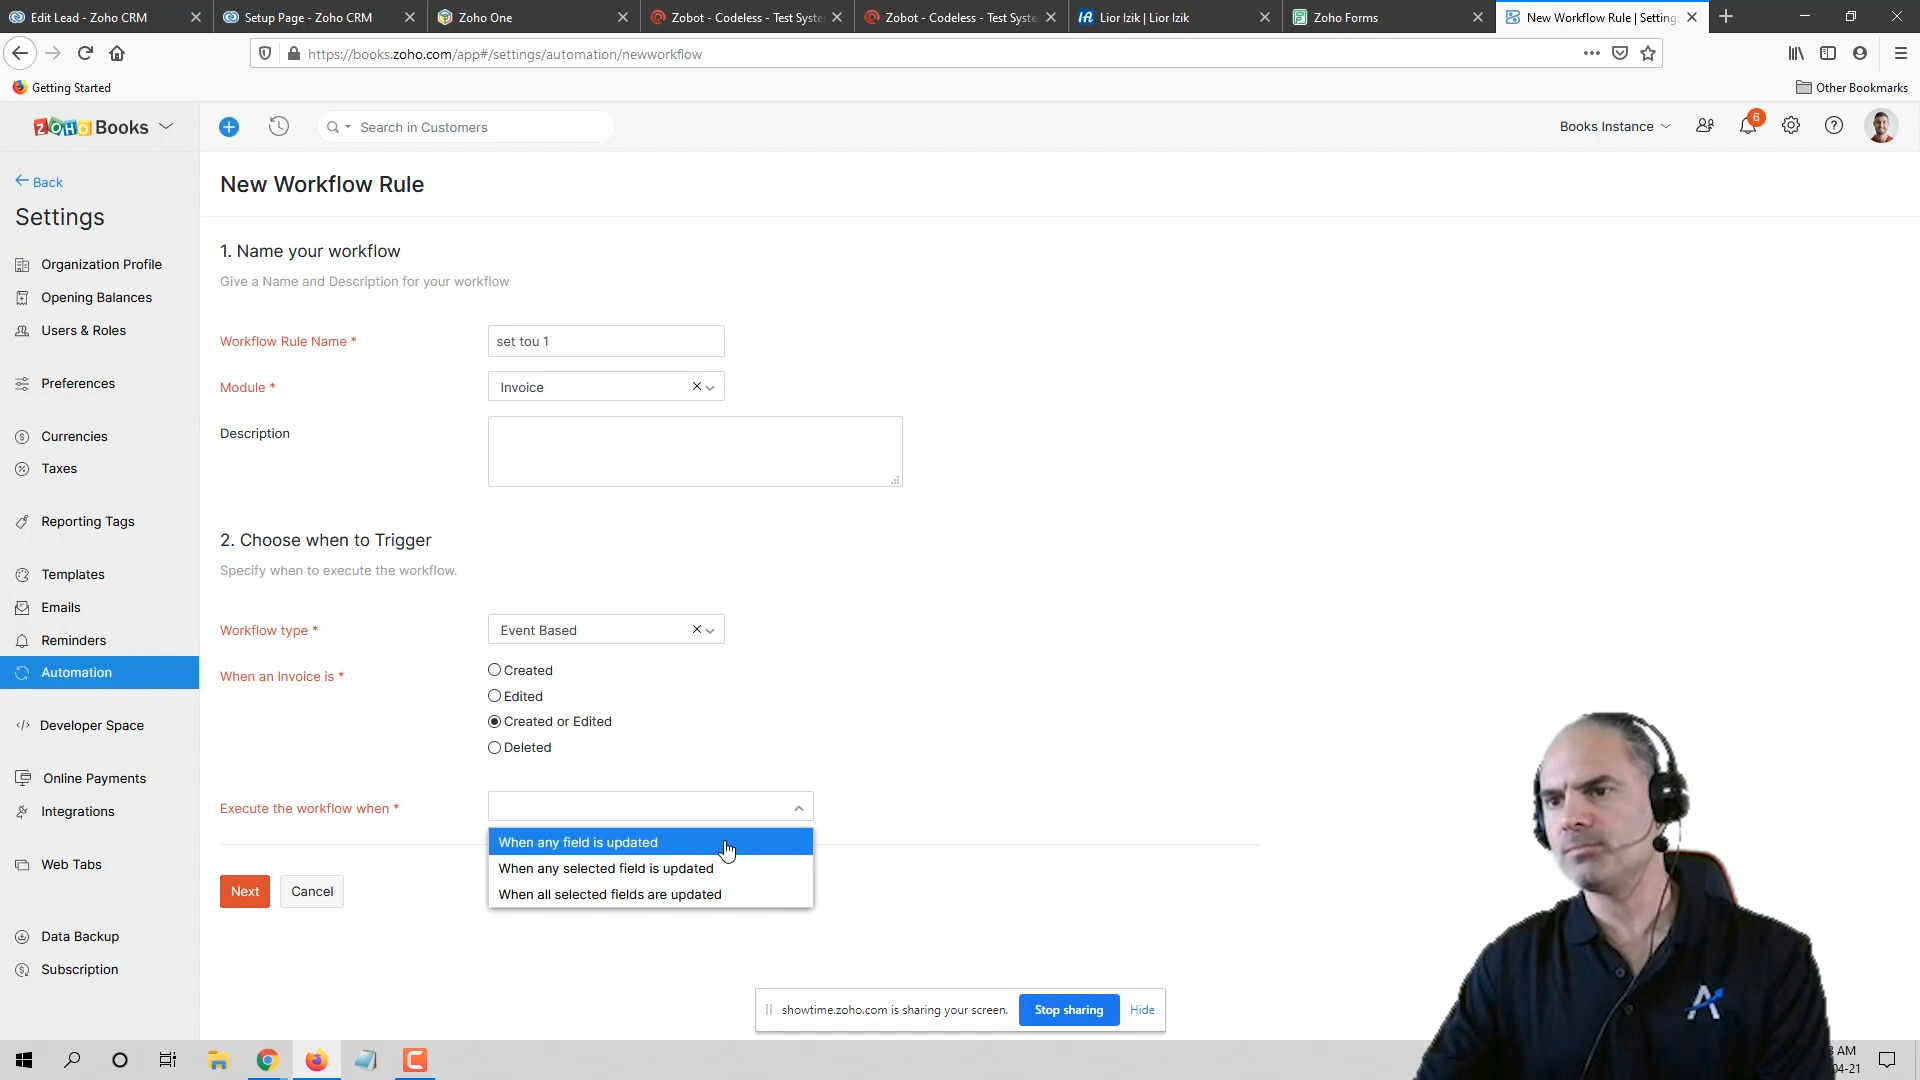 Edit Lead - Zoho CRM
Setup Page - Zoho CRM
Zoho One
Zobot - Codeless - Test Syste
Zobot - Codeless - Test Syste
Lior Izik | Lior Izik
Zoho Forms
New Workflow Rule | Setting
https://books.zoho.com/app#/settings/automation/newworkflow
Getting Started
Other Bookmarks
ZOHO Books
Search in Customers
Books Instance
6
Back
Settings
Organization Profile
Opening Balances
Users & Roles
Preferences
Currencies
Taxes
Reporting Tags
Templates
Emails
Reminders
Automation
Developer Space
Online Payments
Integrations
Web Tabs
Data Backup
Subscription
New Workflow Rule
1. Name your workflow
Give a Name and Description for your workflow
Workflow Rule Name *
set tou 1
Module *
Invoice
Description
2. Choose when to Trigger
Specify when to execute the workflow.
Workflow type *
Event Based
When an Invoice is *
Created
Edited
Created or Edited
Deleted
Execute the workflow when *
When any field is updated
When any selected field is updated
When all selected fields are updated
Next
Cancel
showtime.zoho.com is sharing your screen.
Stop sharing
Hide
AM
04-21